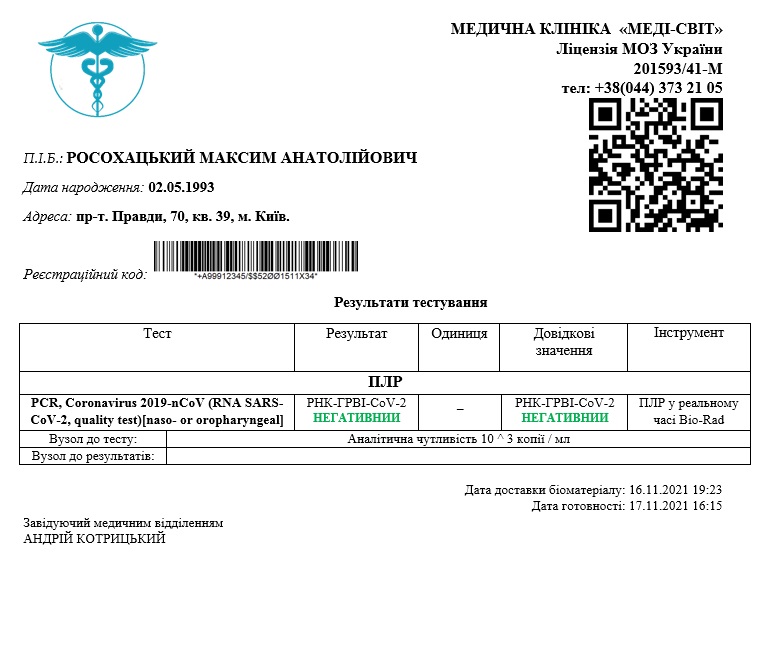 МЕДИЧНА КЛІНІКА «МЕДІ-СВІТ»
Ліцензія МОЗ України
201593/41-М
тел: +38(044) 373 21 05
П.І.Б.: РОСОХАЦЬКИЙ МАКСИМ АНАТОЛІЙОВИЧ
Дата народження: 02.05.1993
Адреса: пр-т. Правди, 70, кв. 39, м. Київ.
Реєстраційний код: *+A99912345/$$52ØØ1511X34*
Результати тестування
Тест Результат Одиниця Довідкові значення Інструмент
ПЛР
PCR, Coronavirus 2019-nCoV (RNA SARS- РНК-ГРВІ-CoV-2 – РНК-ГРВІ-CoV-2 ПЛР у реальному
CoV-2, quality test)[naso- or oropharyngeal] НЕГАТИВНИИ НЕГАТИВНИИ часі Bio-Rad
Вузол до тесту: Аналітична чутливість 10 ^ 3 копії / мл
Вузол до результатів:
Дата доставки біоматеріалу: 16.11.2021 19:23
Дата готовності: 17.11.2021 16:15
Завідуючий медичним відділенням
АНДРІЙ КОТРИЦЬКИЙ